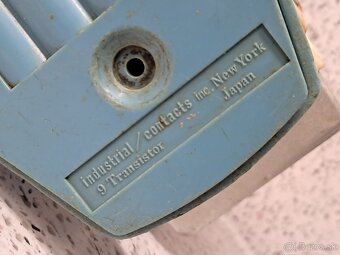 industrial/contacts inc. New York
9 Transistor Japan